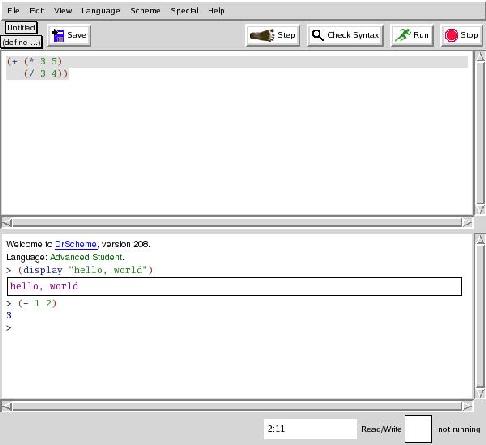 File Edit View Language Scheme Special Help
Untitled
(define ...) Save Step Check Syntax Run Stop
(+ (* 3 5)
(/ 3 4))
Welcome to DrScheme, version 208.
Language: Advanced Student.
> (display "hello, world")
hello, world
> (+ 1 2)
3
>
2:11 Read/Write not running